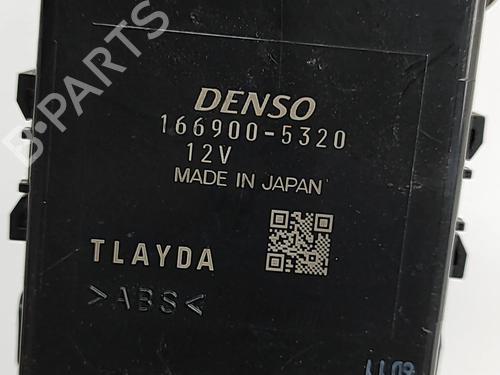 B-PARTS
DENSO
166900-5320
12V
MADE IN JAPAN
TLAYDA
>ABS<